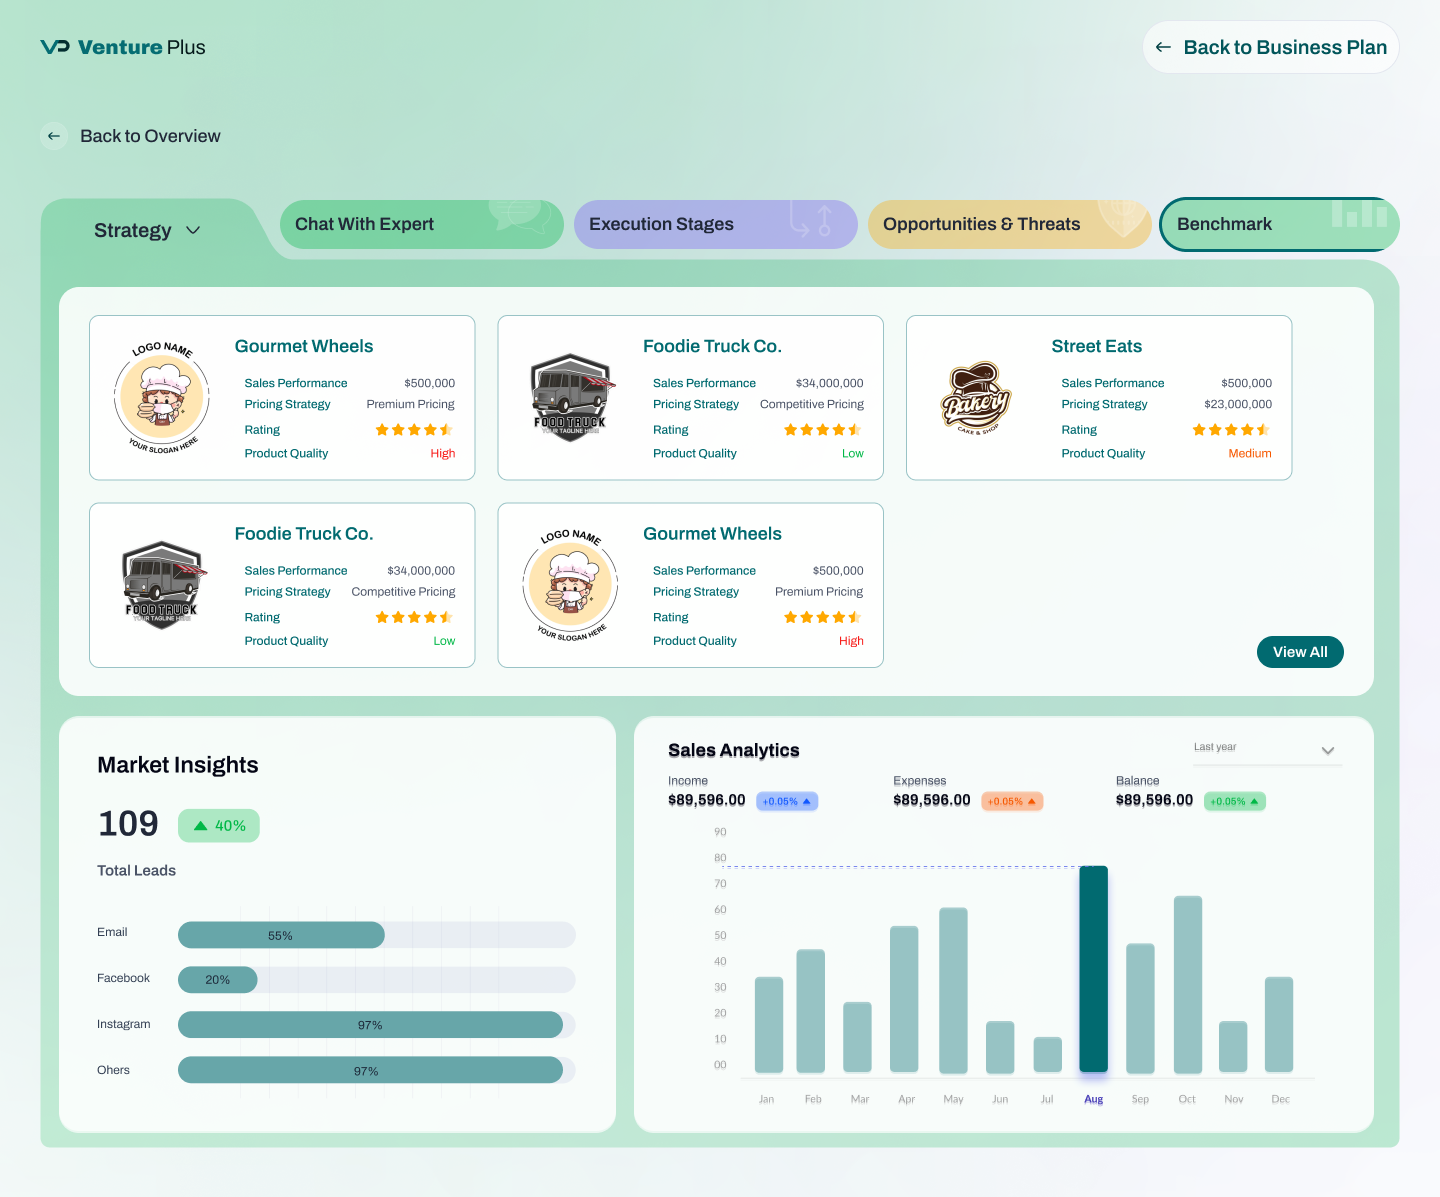 VP Venture Plus
Back to Business Plan
Back to Overview
Strategy
Chat With Expert
Execution Stages
Opportunities & Threats
Benchmark
LOGO NAME
YOUR SLOGAN HERE
Gourmet Wheels
Sales Performance $500,000
Pricing Strategy Premium Pricing
Rating
Product Quality High
FOOD TRUCK
YOUR TAGLINE HERE
Foodie Truck Co.
Sales Performance $34,000,000
Pricing Strategy Competitive Pricing
Rating
Product Quality Low
Bakery
CAKE & SHOP
Street Eats
Sales Performance $500,000
Pricing Strategy $23,000,000
Rating
Product Quality Medium
FOOD TRUCK
YOUR TAGLINE HERE
Foodie Truck Co.
Sales Performance $34,000,000
Pricing Strategy Competitive Pricing
Rating
Product Quality Low
LOGO NAME
YOUR SLOGAN HERE
Gourmet Wheels
Sales Performance $500,000
Pricing Strategy Premium Pricing
Rating
Product Quality High
View All
Market Insights
109 40%
Total Leads
Email 55%
Facebook 20%
Instagram 97%
Ohers 97%
Sales Analytics
Last year
Income
$89,596.00 +0.05%
Expenses
$89,596.00 +0.05%
Balance
$89,596.00 +0.05%
90
80
70
60
50
40
30
20
10
00
Jan Feb Mar Apr May Jun Jul Aug Sep Oct Nov Dec